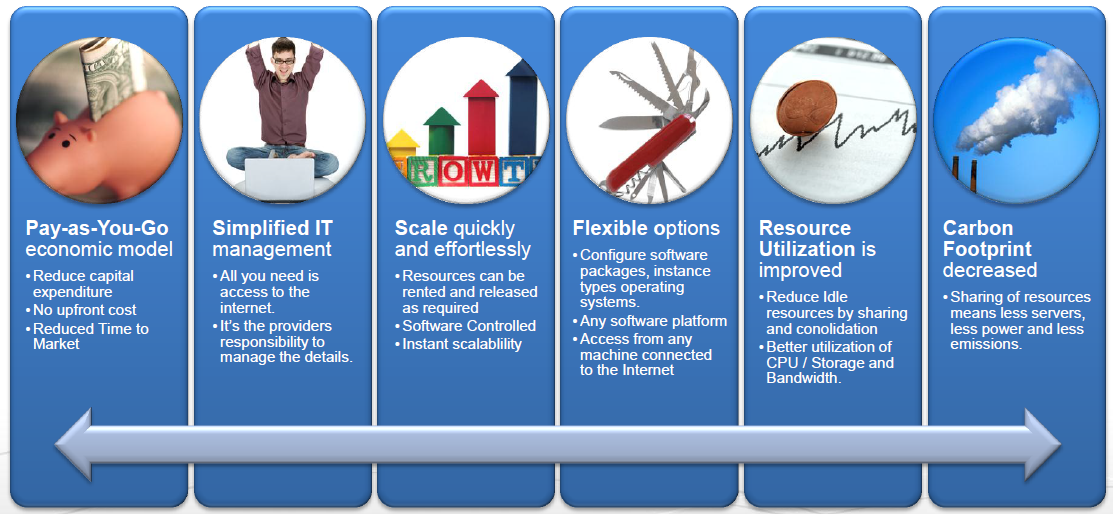 ROWT
Pay-as-You-Go
economic model
• Reduce capital
expenditure
• No upfront cost
• Reduced Time to
Market
Simplified IT
management
• All you need is
access to the
internet.
• It's the providers
responsibility to
manage the details.
Scale quickly
and effortlessly
• Resources can be
rented and released
as required
• Software Controlled
• Instant scalablility
Flexible options
• Configure software
packages, instance
types operating
systems.
• Any software platform
• Access from any
machine connected
to the Internet
Resource
Utilization is
improved
• Reduce Idle
resources by sharing
and conolidation
• Better utilization of
CPU / Storage and
Bandwidth.
Carbon
Footprint
decreased
• Sharing of resources
means less servers,
less power and less
emissions.